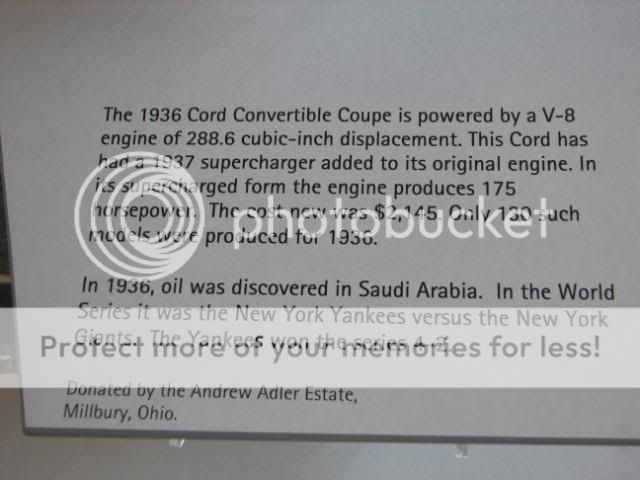 The 1936 Cord Convertible Coupe is powered by a V-8
engine of 288.6 cubic-inch displacement. This Cord has
had a 1937 supercharger added to its original engine. In
its supercharged form the engine produces 175
horsepower. The cost new was $2,145. Only 130 such
models were produced for 1936.
photobucket
In 1936, oil was discovered in Saudi Arabia. In the World
Series it was the New York Yankees versus the New York
Giants. The Yankees won the series
Protect more of your memories for less!
Donated by the Andrew Adler Estate,
Millbury, Ohio.